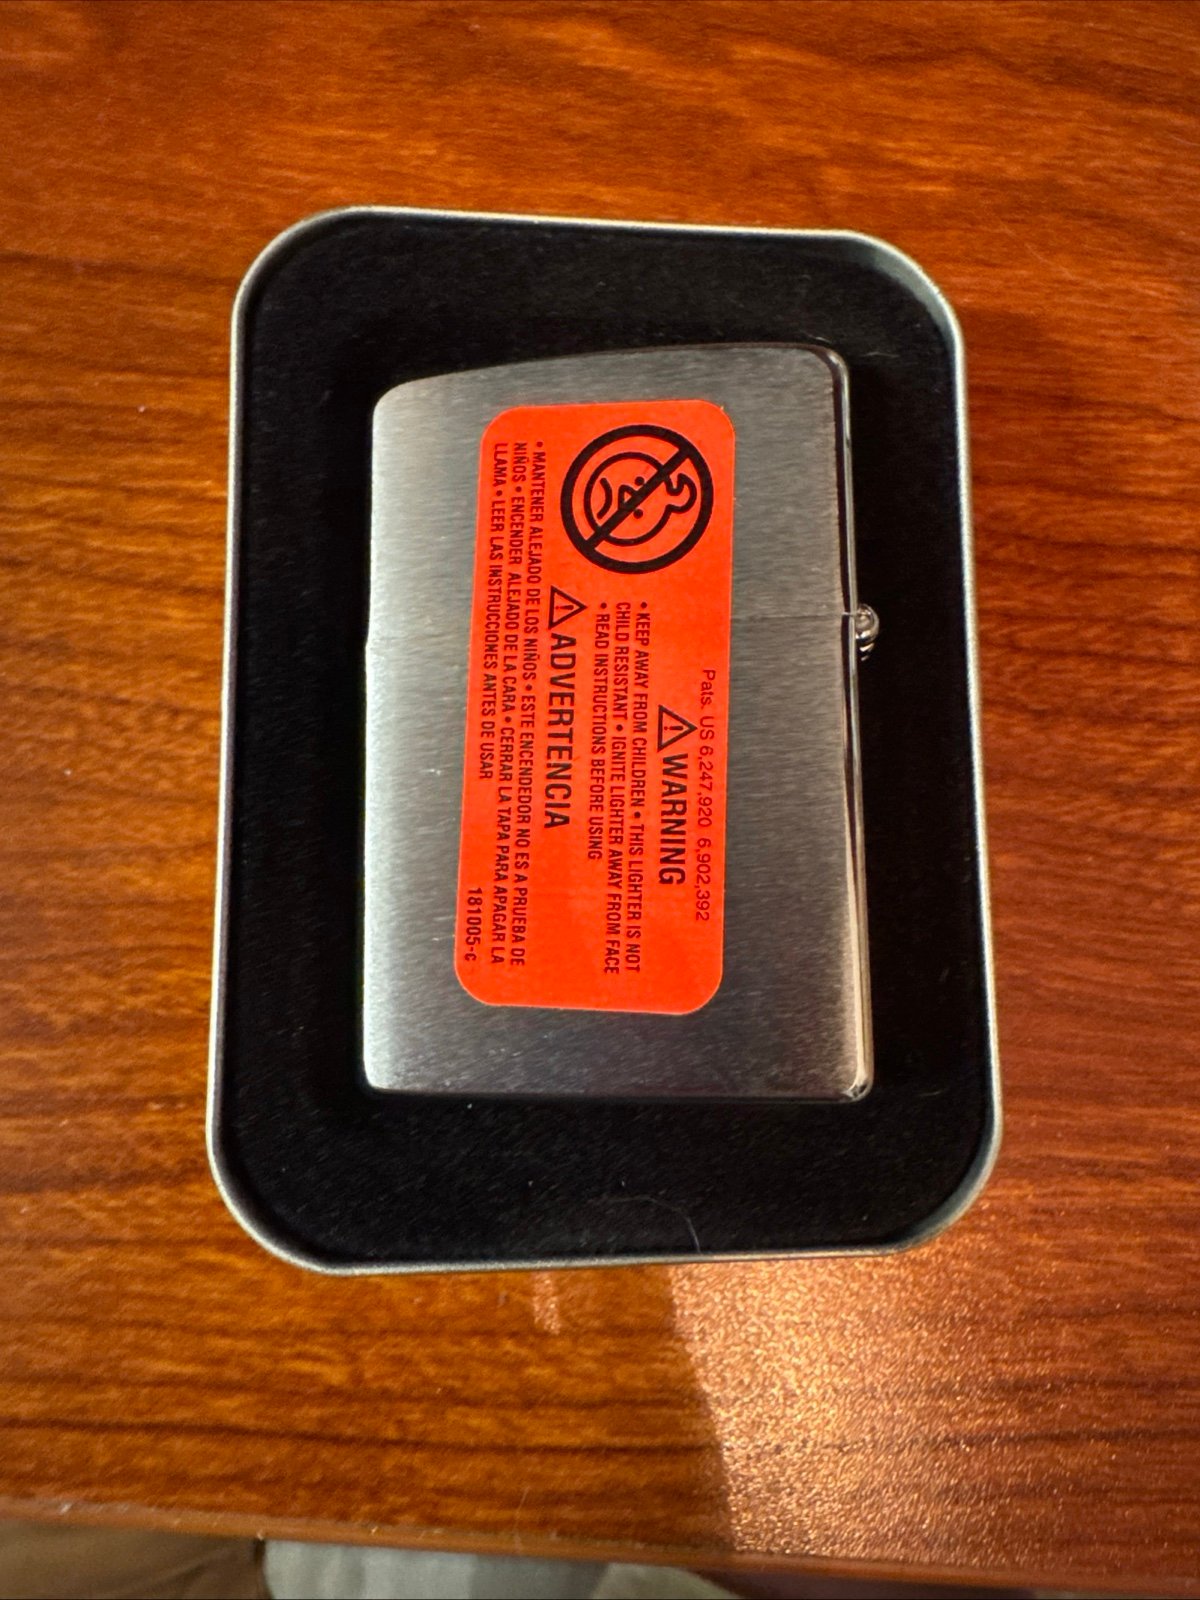 Pats. US 6,247,920 6,902,392
WARNING
• KEEP AWAY FROM CHILDREN • THIS LIGHTER IS NOT
CHILD RESISTANT • IGNITE LIGHTER AWAY FROM FACE
• READ INSTRUCTIONS BEFORE USING
ADVERTENCIA
• MANTENER ALEJADO DE LOS NIÑOS • ESTE ENCENDEDOR NO ES A PRUEBA DE
NIÑOS • ENCENDER ALEJADO DE LA CARA • CERRAR LA TAPA PARA APAGAR LA
LLAMA • LEER LAS INSTRUCCIONES ANTES DE USAR
181005-c